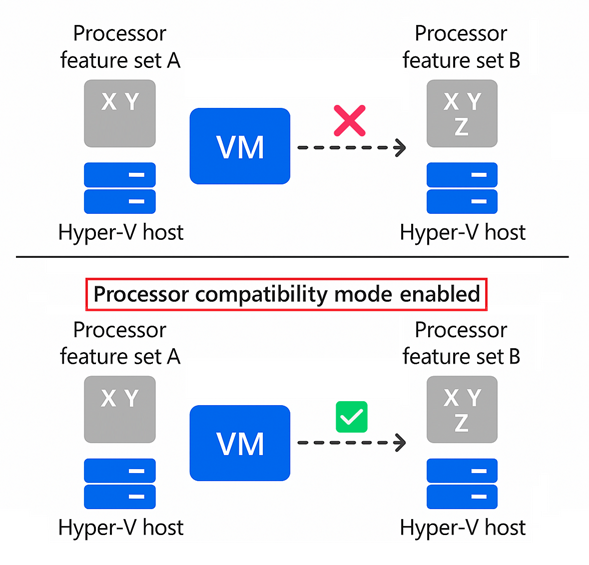 Processor
feature set A
X Y
VM
Hyper-V host
Processor
feature set B
X Y
Z
Hyper-V host
Processor compatibility mode enabled
Processor
feature set A
X Y
VM
Hyper-V host
Processor
feature set B
X Y
Z
Hyper-V host